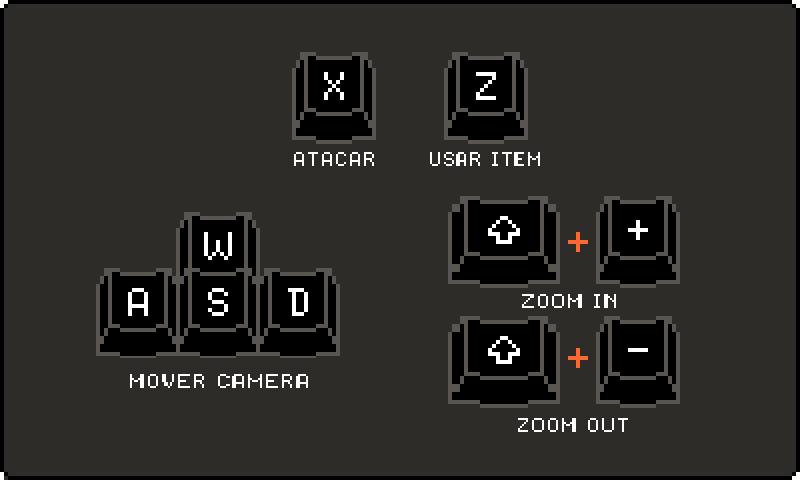 X Z
ATACAR USAR ITEM
W
A S D
MOVER CAMERA
+ +
ZOOM IN
+ -
ZOOM OUT